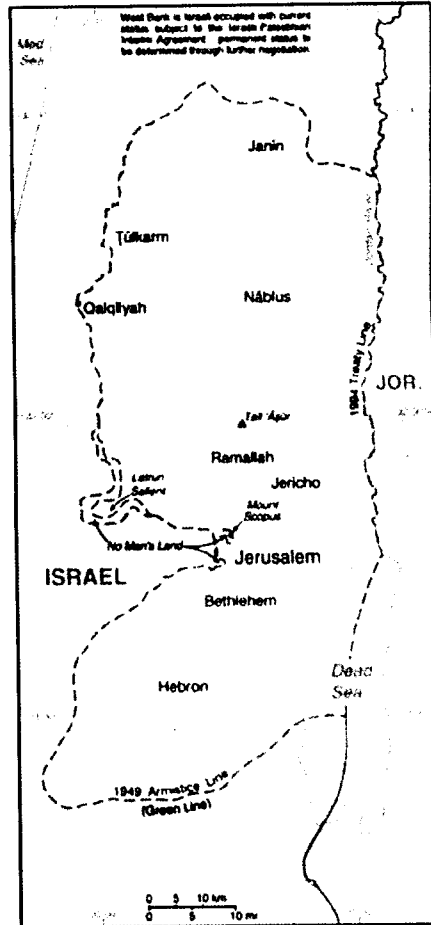 West Bank is Israeli occupied with current
status subject to the Israeli-Palestinian
Interim Agreement - permanent status to
be determined through further negotiation
Med
Sea
Janin
Tūlkarm
Qalqīlyah
Nāblus
1994 Treaty Line
JOR.
Tall 'Āşūr
Ramallah
Latrun
Salient
Jericho
Mount
Scopus
No Man's Land
Jerusalem
ISRAEL
Bethlehem
Dead
Sea
Hebron
1949 Armistice Line
(Green Line)
0 5 10 km
0 5 10 mi